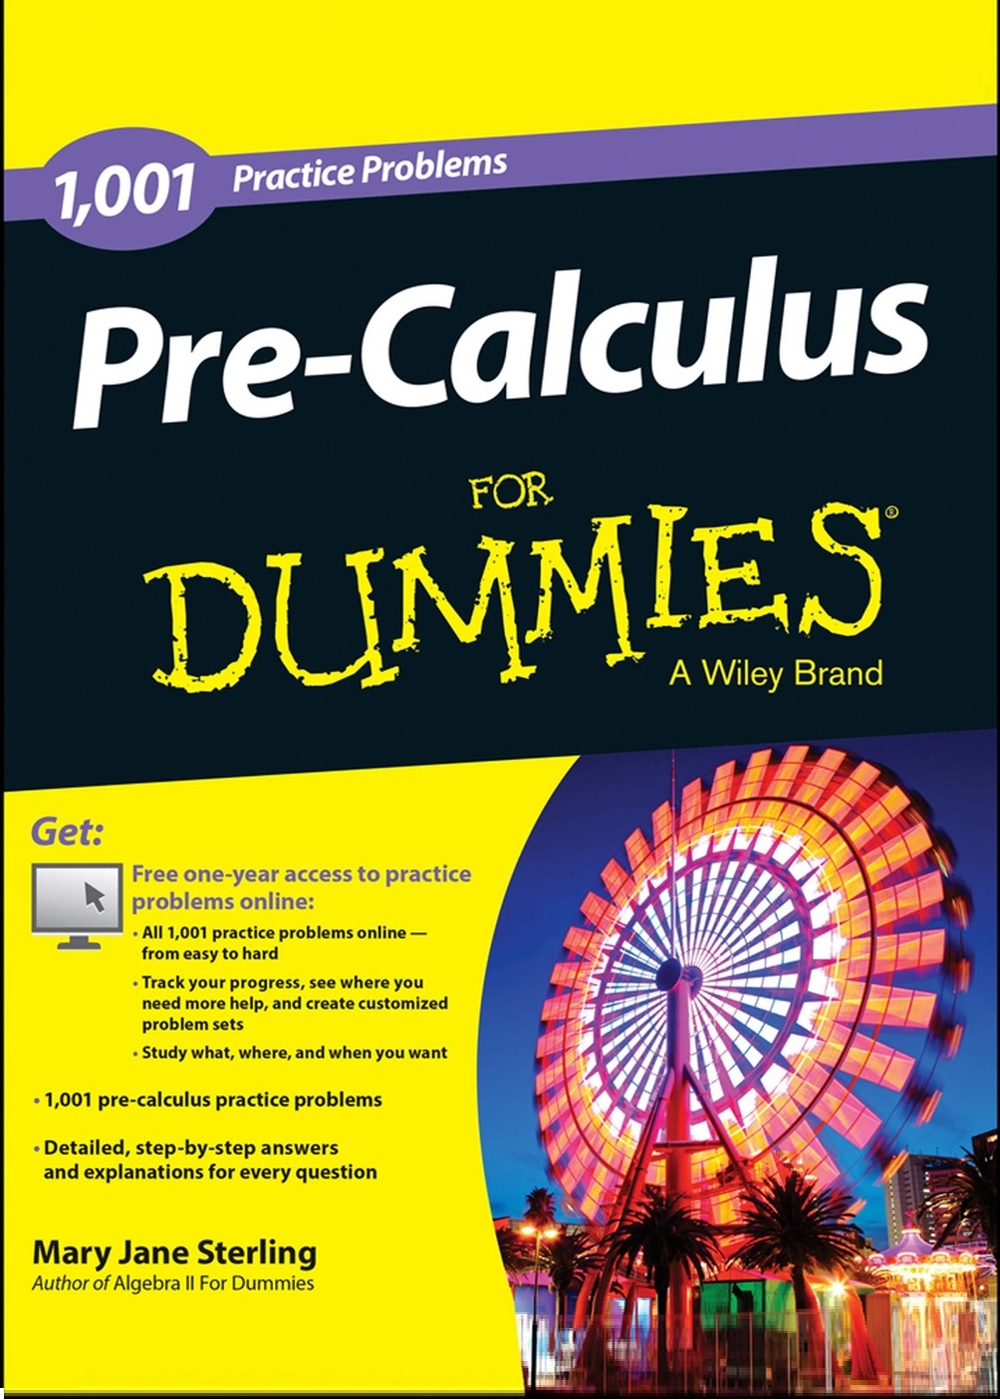 1,001 Practice Problems
Pre-Calculus
FOR
DUMMIES®
A Wiley Brand
Get:
Free one-year access to practice
problems online:
• All 1,001 practice problems online —
from easy to hard
• Track your progress, see where you
need more help, and create customized
problem sets
• Study what, where, and when you want
• 1,001 pre-calculus practice problems
• Detailed, step-by-step answers
and explanations for every question
Mary Jane Sterling
Author of Algebra II For Dummies